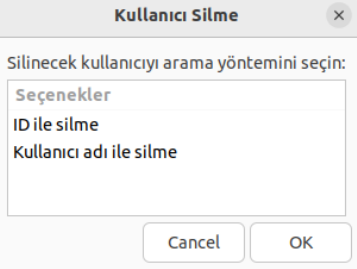 Kullanıcı Silme
Silinecek kullanıcıyı arama yöntemini seçin:
Seçenekler
ID ile silme
Kullanıcı adı ile silme
Cancel
OK